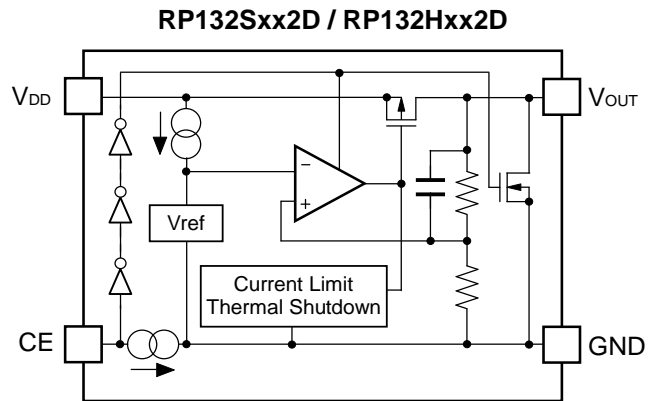 RP132Sxx2D / RP132Hxx2D
VDD
VOUT
−
+
Vref
Current Limit
Thermal Shutdown
CE
GND